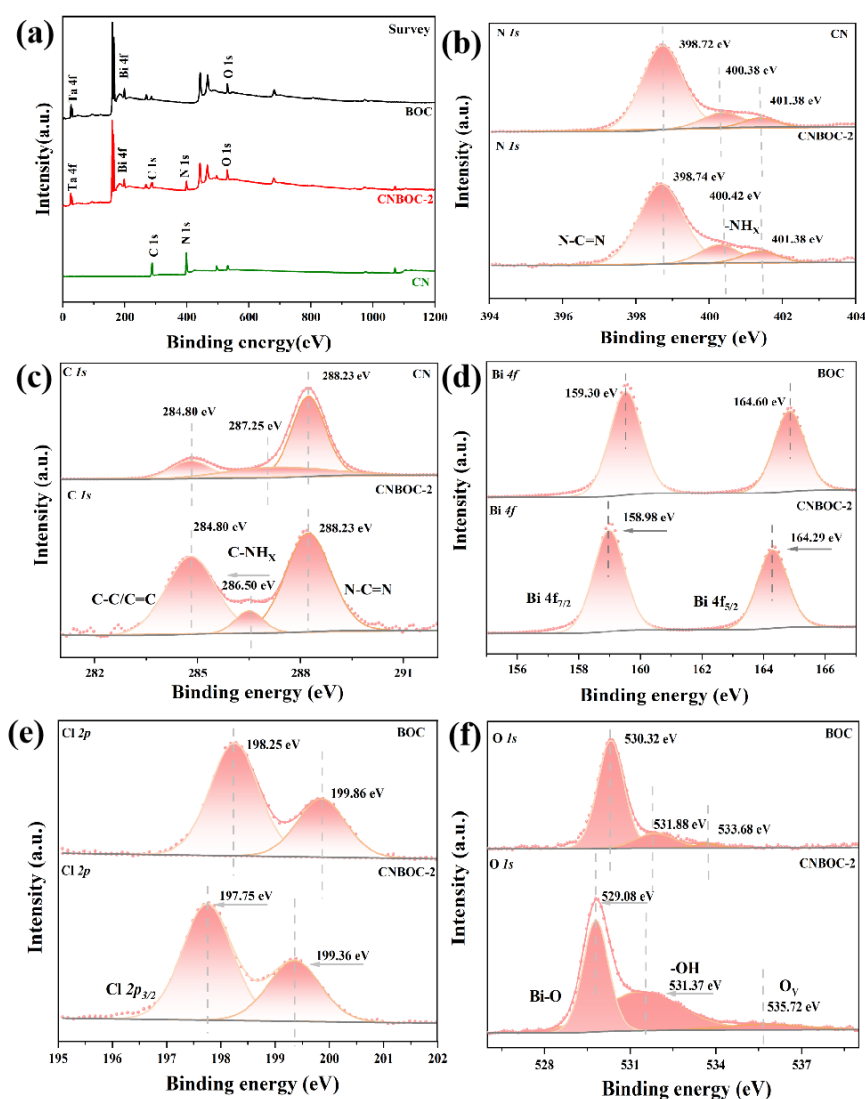 (a)
Survey
Ta 4f
Bi 4f
O 1s
BOC
Ta 4f
Bi 4f
C 1s
N 1s
O 1s
CNBOC-2
C 1s
N 1s
CN
Intensity(a.u.)
0 200 400 600 800 1000 1200
Binding encrgy(eV)
(b)
N 1s
CN
398.72 eV
400.38 eV
401.38 eV
CNBOC-2
N 1s
398.74 eV
400.42 eV
-NHX
N-C=N
401.38 eV
Intensity (a.u.)
394 396 398 400 402 404
Binding energy (eV)
(c)
C 1s
CN
288.23 eV
284.80 eV
287.25 eV
CNBOC-2
C 1s
284.80 eV
288.23 eV
C-NHX
286.50 eV
C-C/C=C
N-C=N
Intensity (a.u.)
282 285 288 291
Binding energy (eV)
(d)
Bi 4f
BOC
159.30 eV
164.60 eV
CNBOC-2
Bi 4f
158.98 eV
164.29 eV
Bi 4f7/2
Bi 4f5/2
Intensity (a.u.)
156 158 160 162 164 166
Binding energy (eV)
(e)
Cl 2p
BOC
198.25 eV
199.86 eV
Cl 2p
CNBOC-2
197.75 eV
199.36 eV
Cl 2p3/2
Intensity (a.u.)
195 196 197 198 199 200 201 202
Binding energy (eV)
(f)
O 1s
BOC
530.32 eV
531.88 eV
533.68 eV
O 1s
CNBOC-2
529.08 eV
-OH
531.37 eV
Bi-O
OV
535.72 eV
Intensity (a.u.)
528 531 534 537
Binding energy (eV)